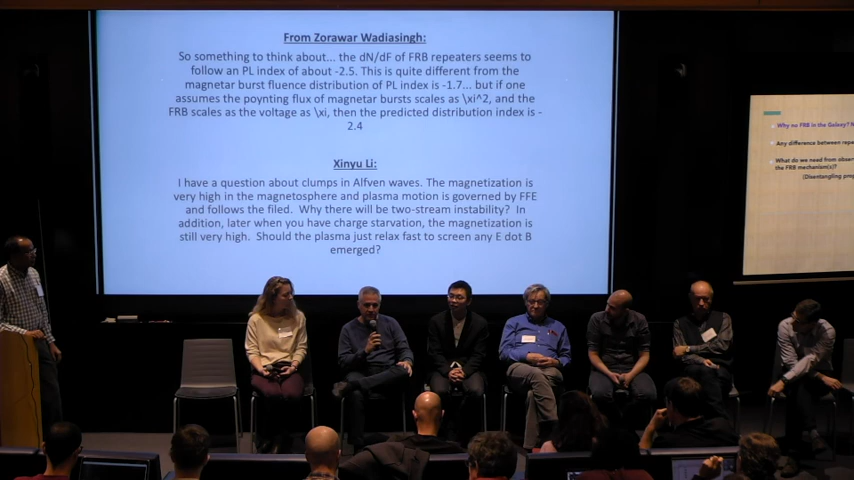 From Zorawar Wadiasingh:
So something to think about... the dN/dF of FRB repeaters seems to
follow an PL index of about -2.5. This is quite different from the
magnetar burst fluence distribution of PL index is -1.7... but if one
assumes the poynting flux of magnetar bursts scales as \xi^2, and the
FRB scales as the voltage as \xi, then the predicted distribution index is -
2.4
Xinyu Li:
I have a question about clumps in Alfven waves. The magnetization is
very high in the magnetosphere and plasma motion is governed by FFE
and follows the filed. Why there will be two-stream instability? In
addition, later when you have charge starvation, the magnetization is
still very high. Should the plasma just relax fast to screen any E dot B
emerged?
Why no FRB in the Galaxy?
Any difference between repe
What do we need from obser
the FRB mechanism(s)?
(Disentangling prop